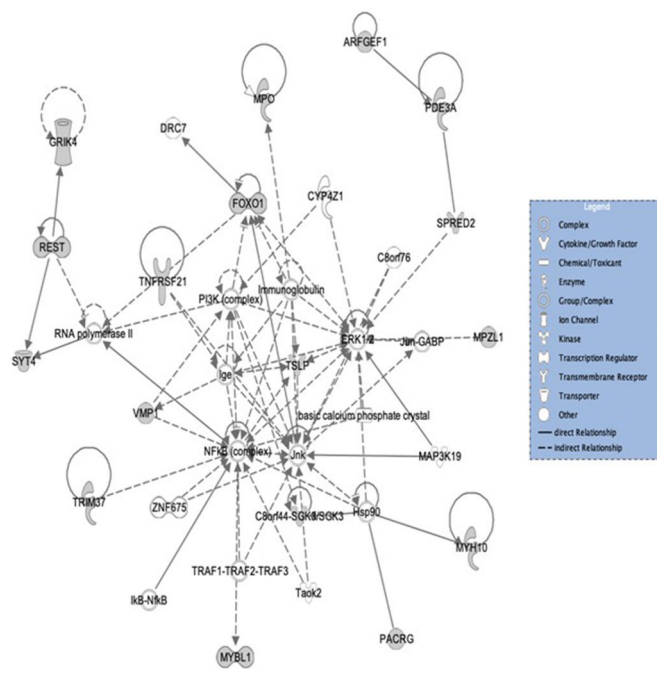 ARFGEF1
MPO
PDE3A
DRC7
GRIK4
FOXO1
CYP4Z1
SPRED2
REST
TNFRSF21
C8orf76
PI3K (complex)
Immunoglobulin
RNA polymerase II
ERK1/2
Jun-GABP
MPZL1
SYT4
Ige
TSLP
VMP1
basic calcium phosphate crystal
NFkB (complex)
Jnk
MAP3K19
TRIM37
ZNF675
C8orf44-SGK3/SGK3
Hsp90
MYH10
TRAF1-TRAF2-TRAF3
IkB-NfkB
Taok2
PACRG
MYBL1
Legend
Complex
Cytokine/Growth Factor
Chemical/Toxicant
Enzyme
Group/Complex
Ion Channel
Kinase
Transcription Regulator
Transmembrane Receptor
Transporter
Other
direct Relationship
indirect Relationship